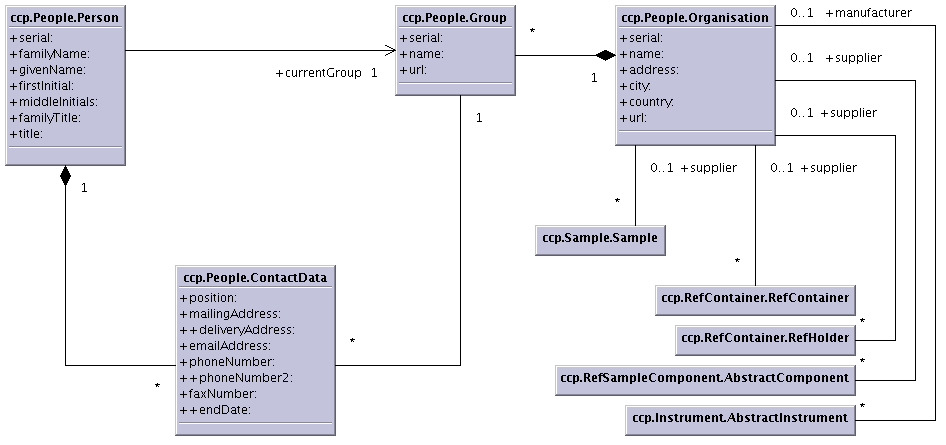 ccp.People.Person
+serial:
+familyName:
+givenName:
+firstInitial:
+middleInitials:
+familyTitle:
+title:
1
+currentGroup 1
ccp.People.Group
+serial:
+name:
+url:
*
1
1
ccp.People.Organisation
+serial:
+name:
+address:
+city:
+country:
+url:
0..1 +manufacturer
0..1 +supplier
0..1 +supplier
0..1 +supplier
0..1 +supplier
*
ccp.Sample.Sample
*
ccp.RefContainer.RefContainer
*
ccp.RefContainer.RefHolder
*
ccp.RefSampleComponent.AbstractComponent
*
ccp.Instrument.AbstractInstrument
ccp.People.ContactData
+position:
+mailingAddress:
++deliveryAddress:
+emailAddress:
+phoneNumber:
++phoneNumber2:
+faxNumber:
++endDate:
*
*